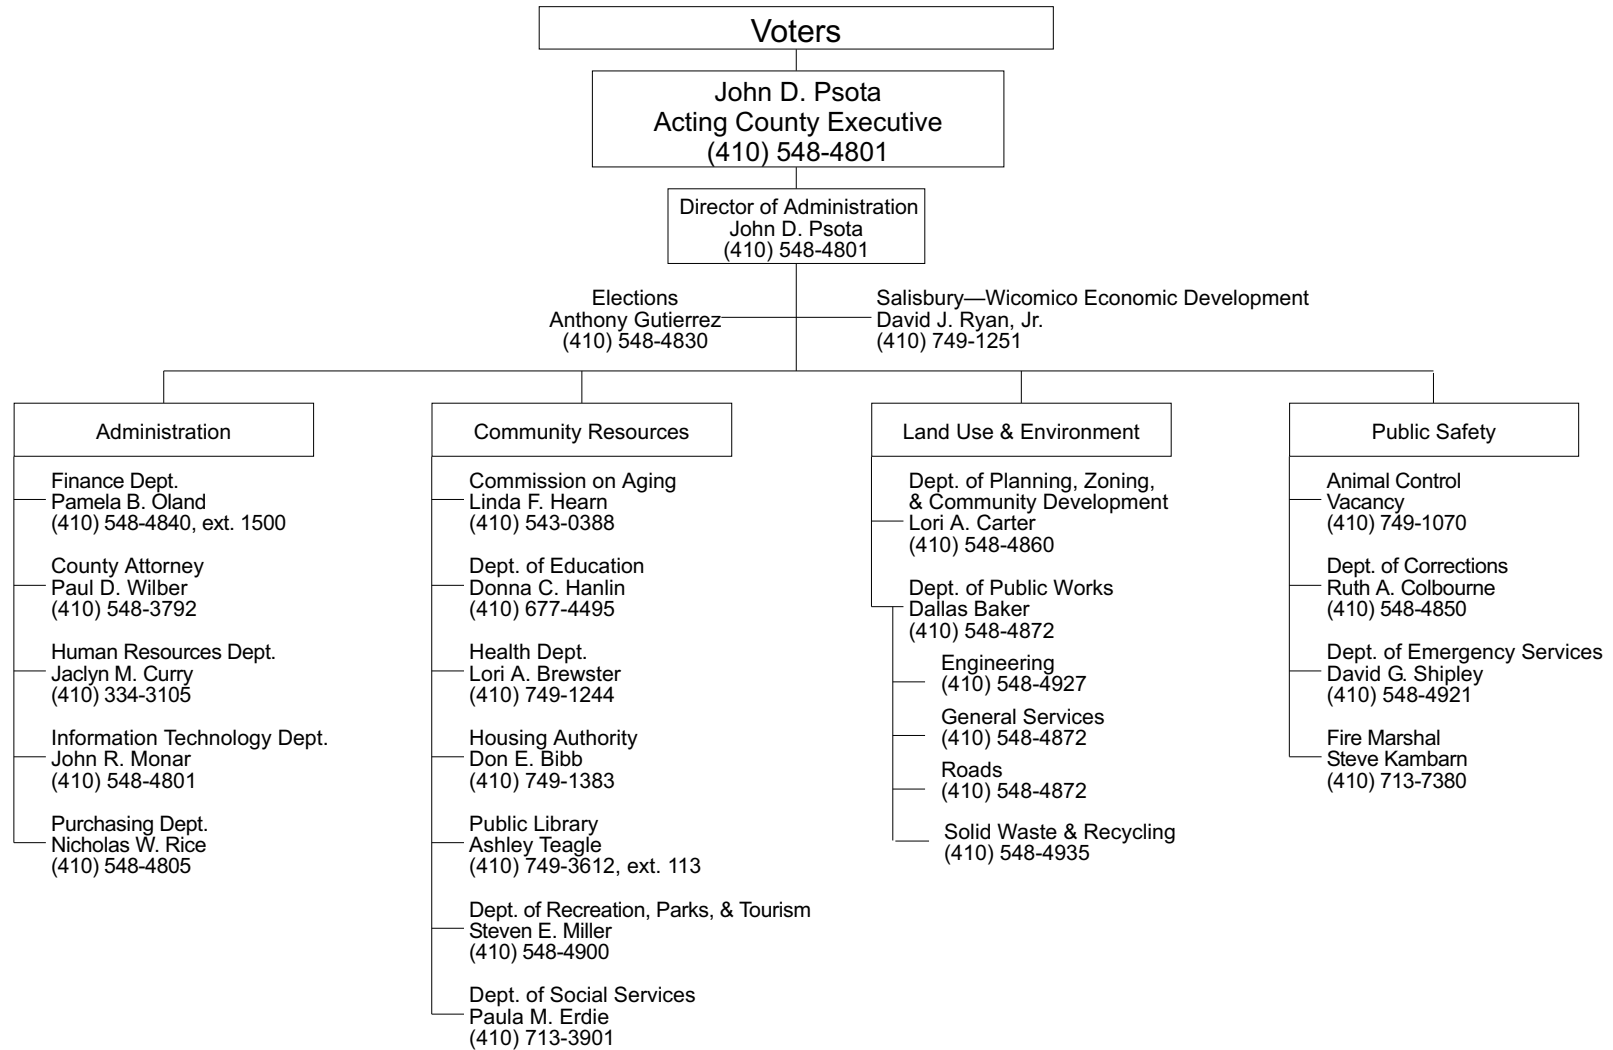 Voters
John D. Psota
Acting County Executive
(410) 548-4801
Director of Administration
John D. Psota
(410) 548-4801
Elections
Anthony Gutierrez
(410) 548-4830
Salisbury—Wicomico Economic Development
David J. Ryan, Jr.
(410) 749-1251
Administration
Finance Dept.
Pamela B. Oland
(410) 548-4840, ext. 1500
County Attorney
Paul D. Wilber
(410) 548-3792
Human Resources Dept.
Jaclyn M. Curry
(410) 334-3105
Information Technology Dept.
John R. Monar
(410) 548-4801
Purchasing Dept.
Nicholas W. Rice
(410) 548-4805
Community Resources
Commission on Aging
Linda F. Hearn
(410) 543-0388
Dept. of Education
Donna C. Hanlin
(410) 677-4495
Health Dept.
Lori A. Brewster
(410) 749-1244
Housing Authority
Don E. Bibb
(410) 749-1383
Public Library
Ashley Teagle
(410) 749-3612, ext. 113
Dept. of Recreation, Parks, & Tourism
Steven E. Miller
(410) 548-4900
Dept. of Social Services
Paula M. Erdie
(410) 713-3901
Land Use & Environment
Dept. of Planning, Zoning,
& Community Development
Lori A. Carter
(410) 548-4860
Dept. of Public Works
Dallas Baker
(410) 548-4872
Engineering
(410) 548-4927
General Services
(410) 548-4872
Roads
(410) 548-4872
Solid Waste & Recycling
(410) 548-4935
Public Safety
Animal Control
Vacancy
(410) 749-1070
Dept. of Corrections
Ruth A. Colbourne
(410) 548-4850
Dept. of Emergency Services
David G. Shipley
(410) 548-4921
Fire Marshal
Steve Kambarn
(410) 713-7380